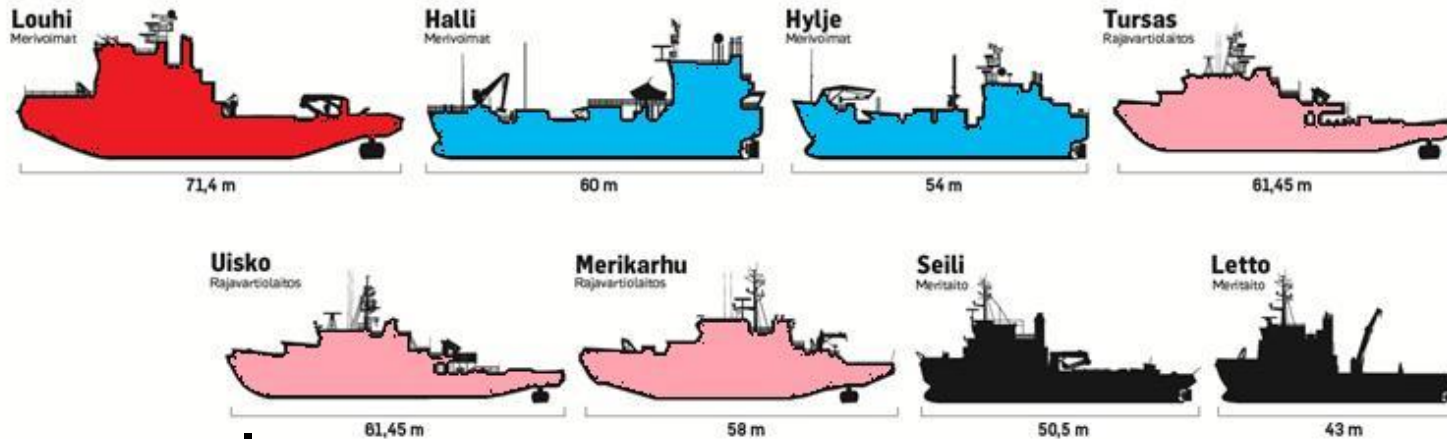 Louhi
Merivoimat
71,4 m
Halli
Merivoimat
60 m
Hylje
Merivoimat
54 m
Tursas
Rajavartiolaitos
61,45 m
Uisko
Rajavartiolaitos
61,45 m
Merikarhu
Rajavartiolaitos
58 m
Seili
Meritaito
50,5 m
Letto
Meritaito
43 m